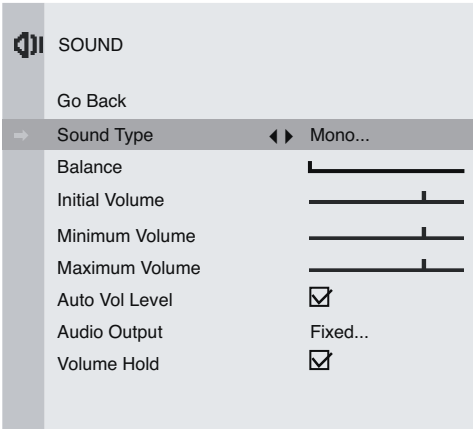 SOUND
Go Back
Sound Type Mono...
Balance
Initial Volume
Minimum Volume
Maximum Volume
Auto Vol Level
Audio Output Fixed...
Volume Hold